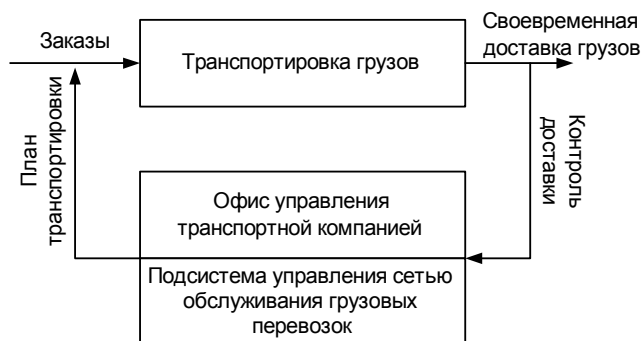 Заказы
Транспортировка грузов
Своевременная
доставка грузов
План
транспортировки
Контроль
доставки
Офис управления
транспортной компанией
Подсистема управления сетью
обслуживания грузовых
перевозок